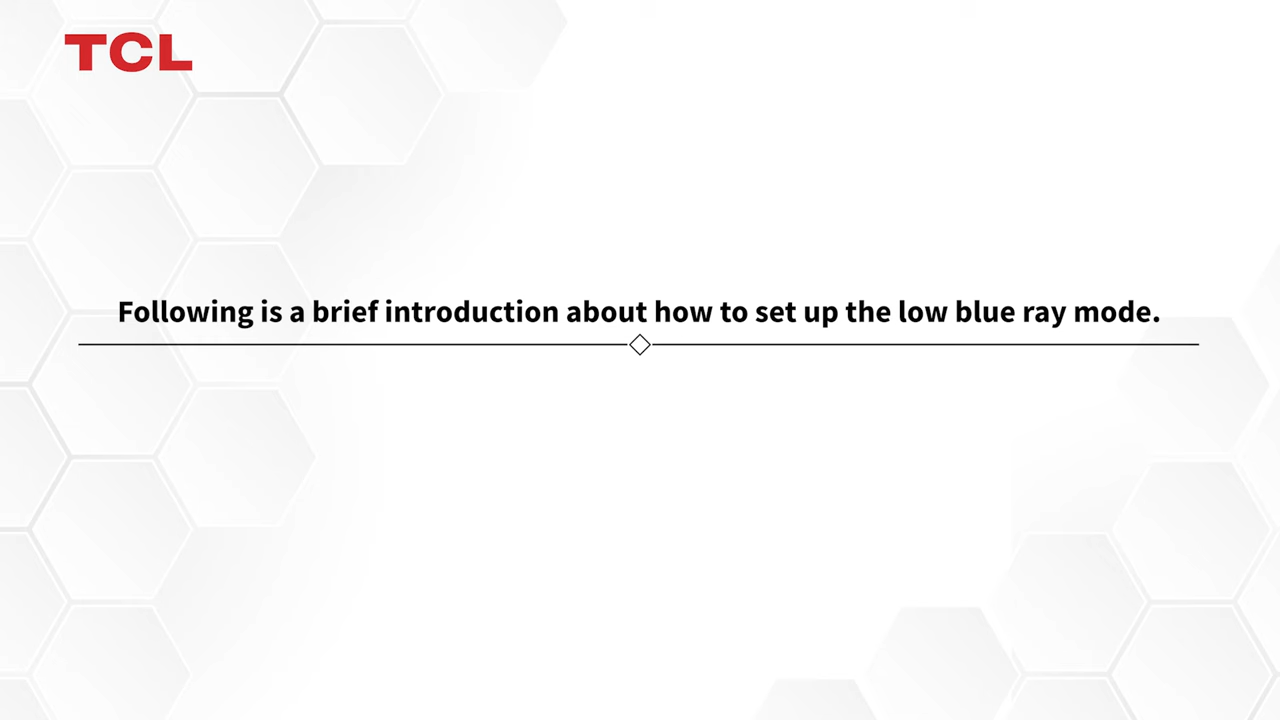 TCL
Following is a brief introduction about how to set up the low blue ray mode.